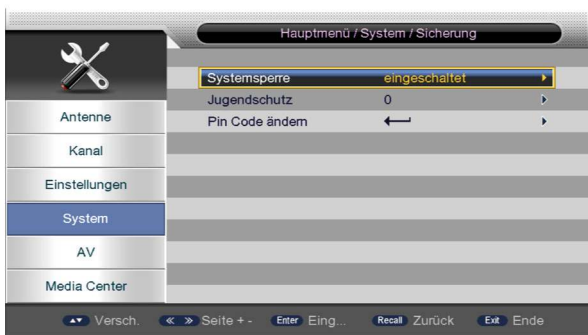 Hauptmenü / System / Sicherung
Systemsperre eingeschaltet
Jugendschutz 0
Pin Code ändern
Antenne
Kanal
Einstellungen
System
AV
Media Center
Versch. Seite + - Enter Eing... Recall Zurück Exit Ende